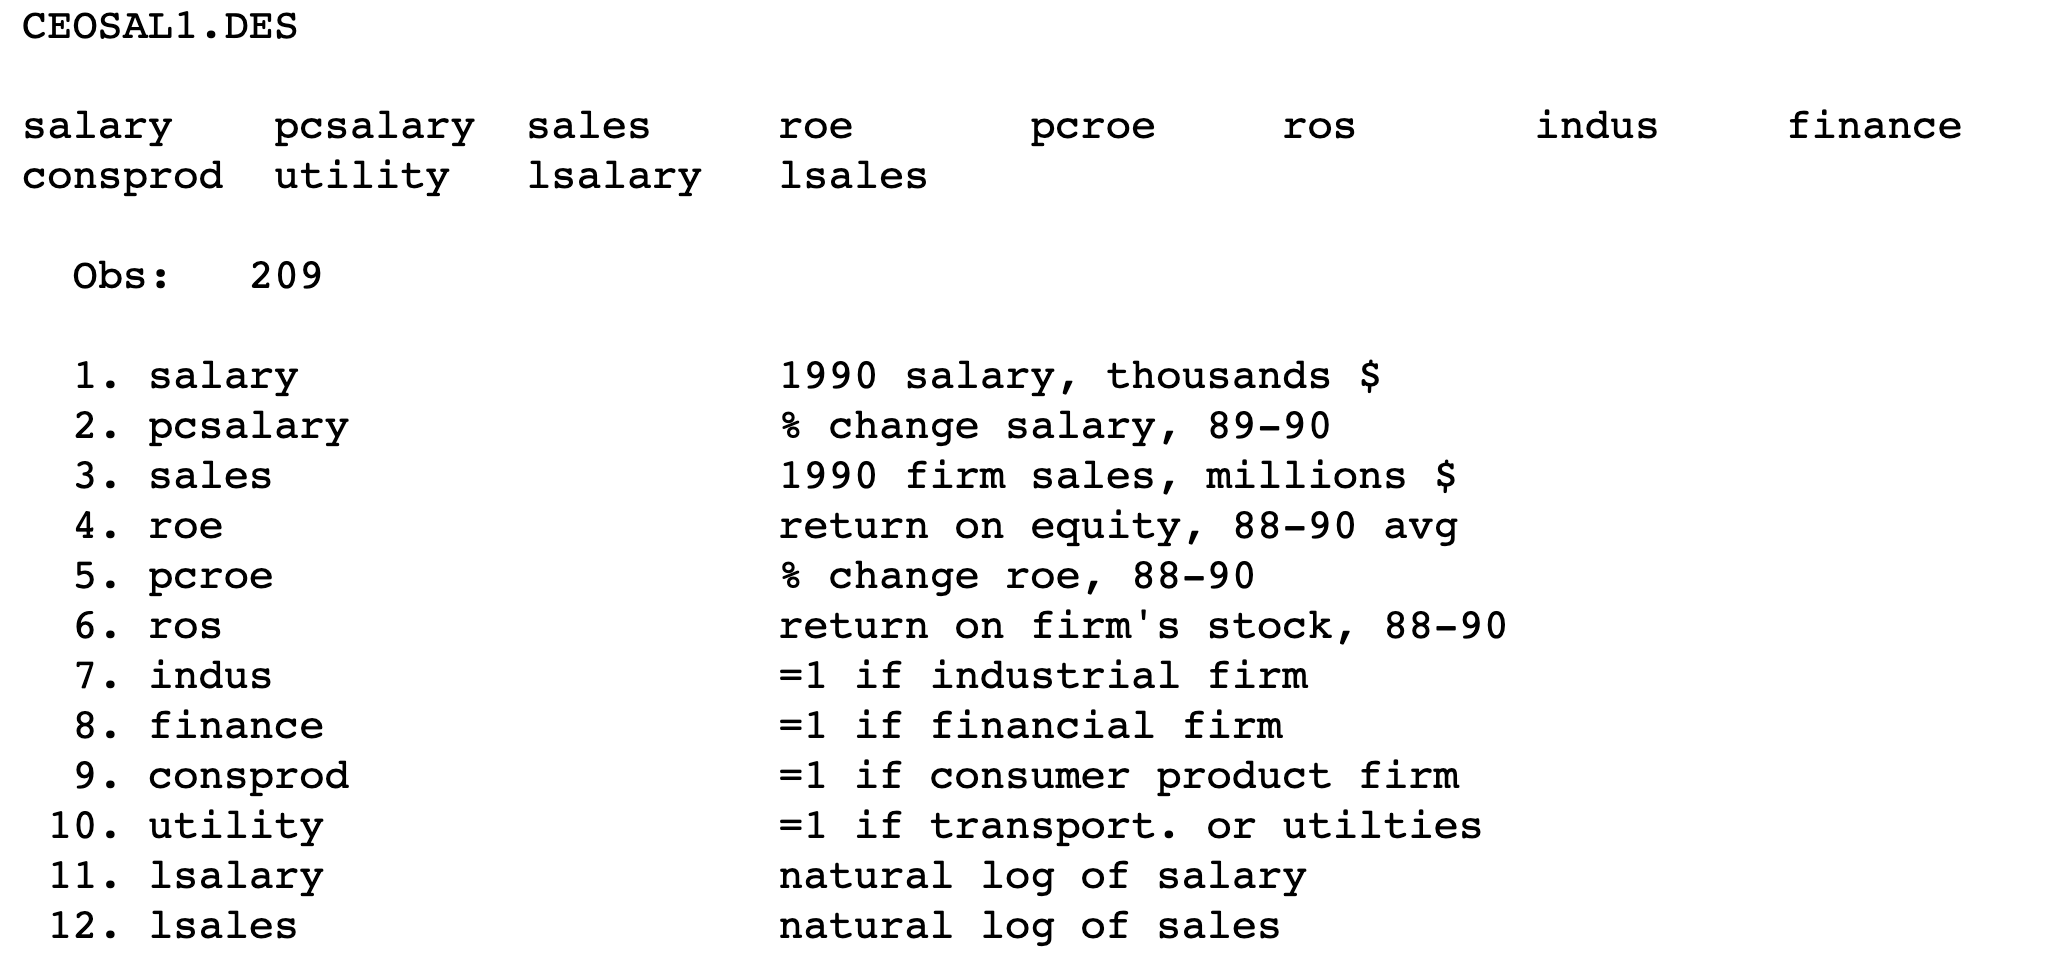 CEOSAL1.DES
salary pcsalary sales roe pcroe ros indus finance
consprod utility lsalary lsales
Obs: 209
1. salary 1990 salary, thousands $
2. pcsalary % change salary, 89-90
3. sales 1990 firm sales, millions $
4. roe return on equity, 88-90 avg
5. pcroe % change roe, 88-90
6. ros return on firm's stock, 88-90
7. indus =1 if industrial firm
8. finance =1 if financial firm
9. consprod =1 if consumer product firm
10. utility =1 if transport. or utilties
11. lsalary natural log of salary
12. lsales natural log of sales